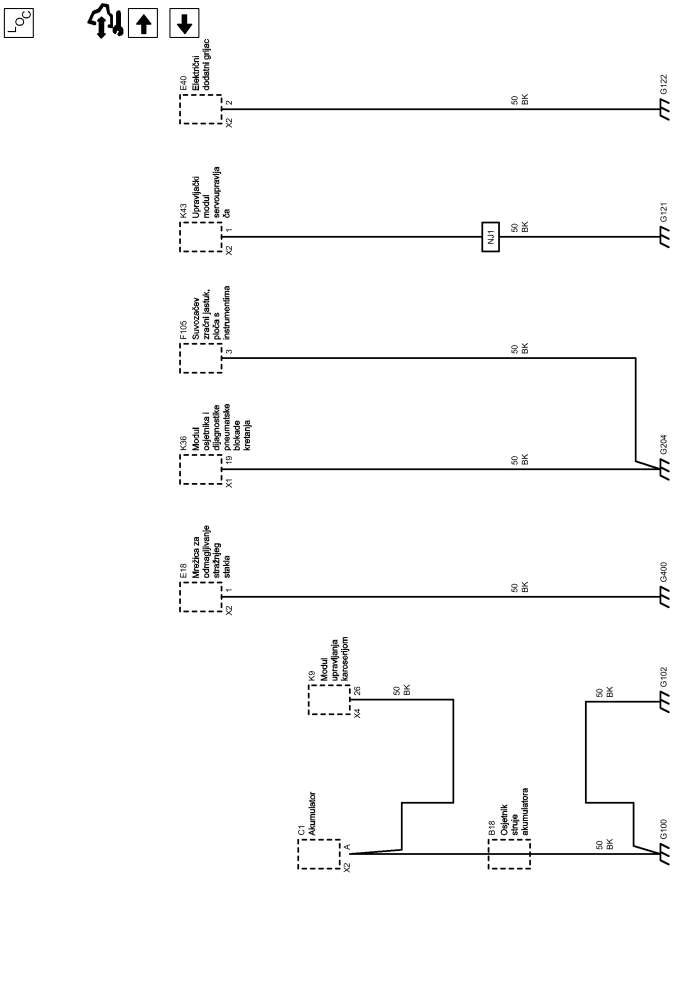 LOC
C1
Akumulator
A
X2
B18
Osjetnik
struje
akumulatora
50
BK
G100
K9
Modul
upravljanja
karoserijom
26
X4
50
BK
50
BK
G102
E18
Mrežica za
odmagljivanje
stražnjeg
stakla
1
X2
50
BK
G400
K36
Modul
osjetnika i
dijagnostike
pneumatske
blokade
kretanja
19
X1
50
BK
G204
F105
Suvozačev
zračni jastuk,
ploča s
instrumentima
3
50
BK
K43
Upravljački
modul
servoupravlja
ča
1
X2
NJ1
50
BK
G121
E40
Električni
dodatni grijač
2
X2
50
BK
G122